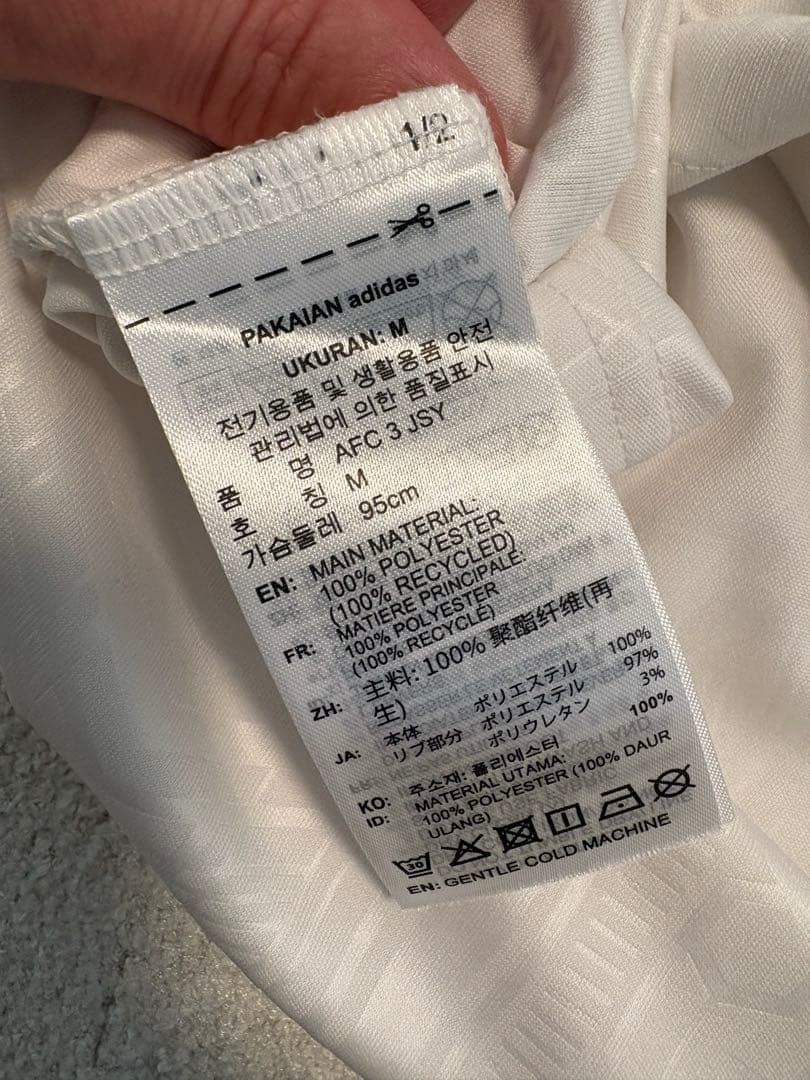 1/2
PAKAIAN adidas
UKURAN: M
전기용품 및 생활용품 안전
관리법에 의한 품질표시
품 명 AFC 3 JSY
호 칭 M
가슴둘레 95cm
EN: MAIN MATERIAL:
100% POLYESTER
(100% RECYCLED)
FR: MATIERE PRINCIPALE:
100% POLYESTER
(100% RECYCLÉ)
ZH: 主料: 100% 聚酯纤维(再
生)
JA: 本体 ポリエステル 100%
リブ部分 ポリエステル 97%
ポリウレタン 3%
KO: 주소재: 폴리에스터 100%
ID: MATERIAL UTAMA:
100% POLYESTER (100% DAUR
ULANG)
30
EN: GENTLE COLD MACHINE